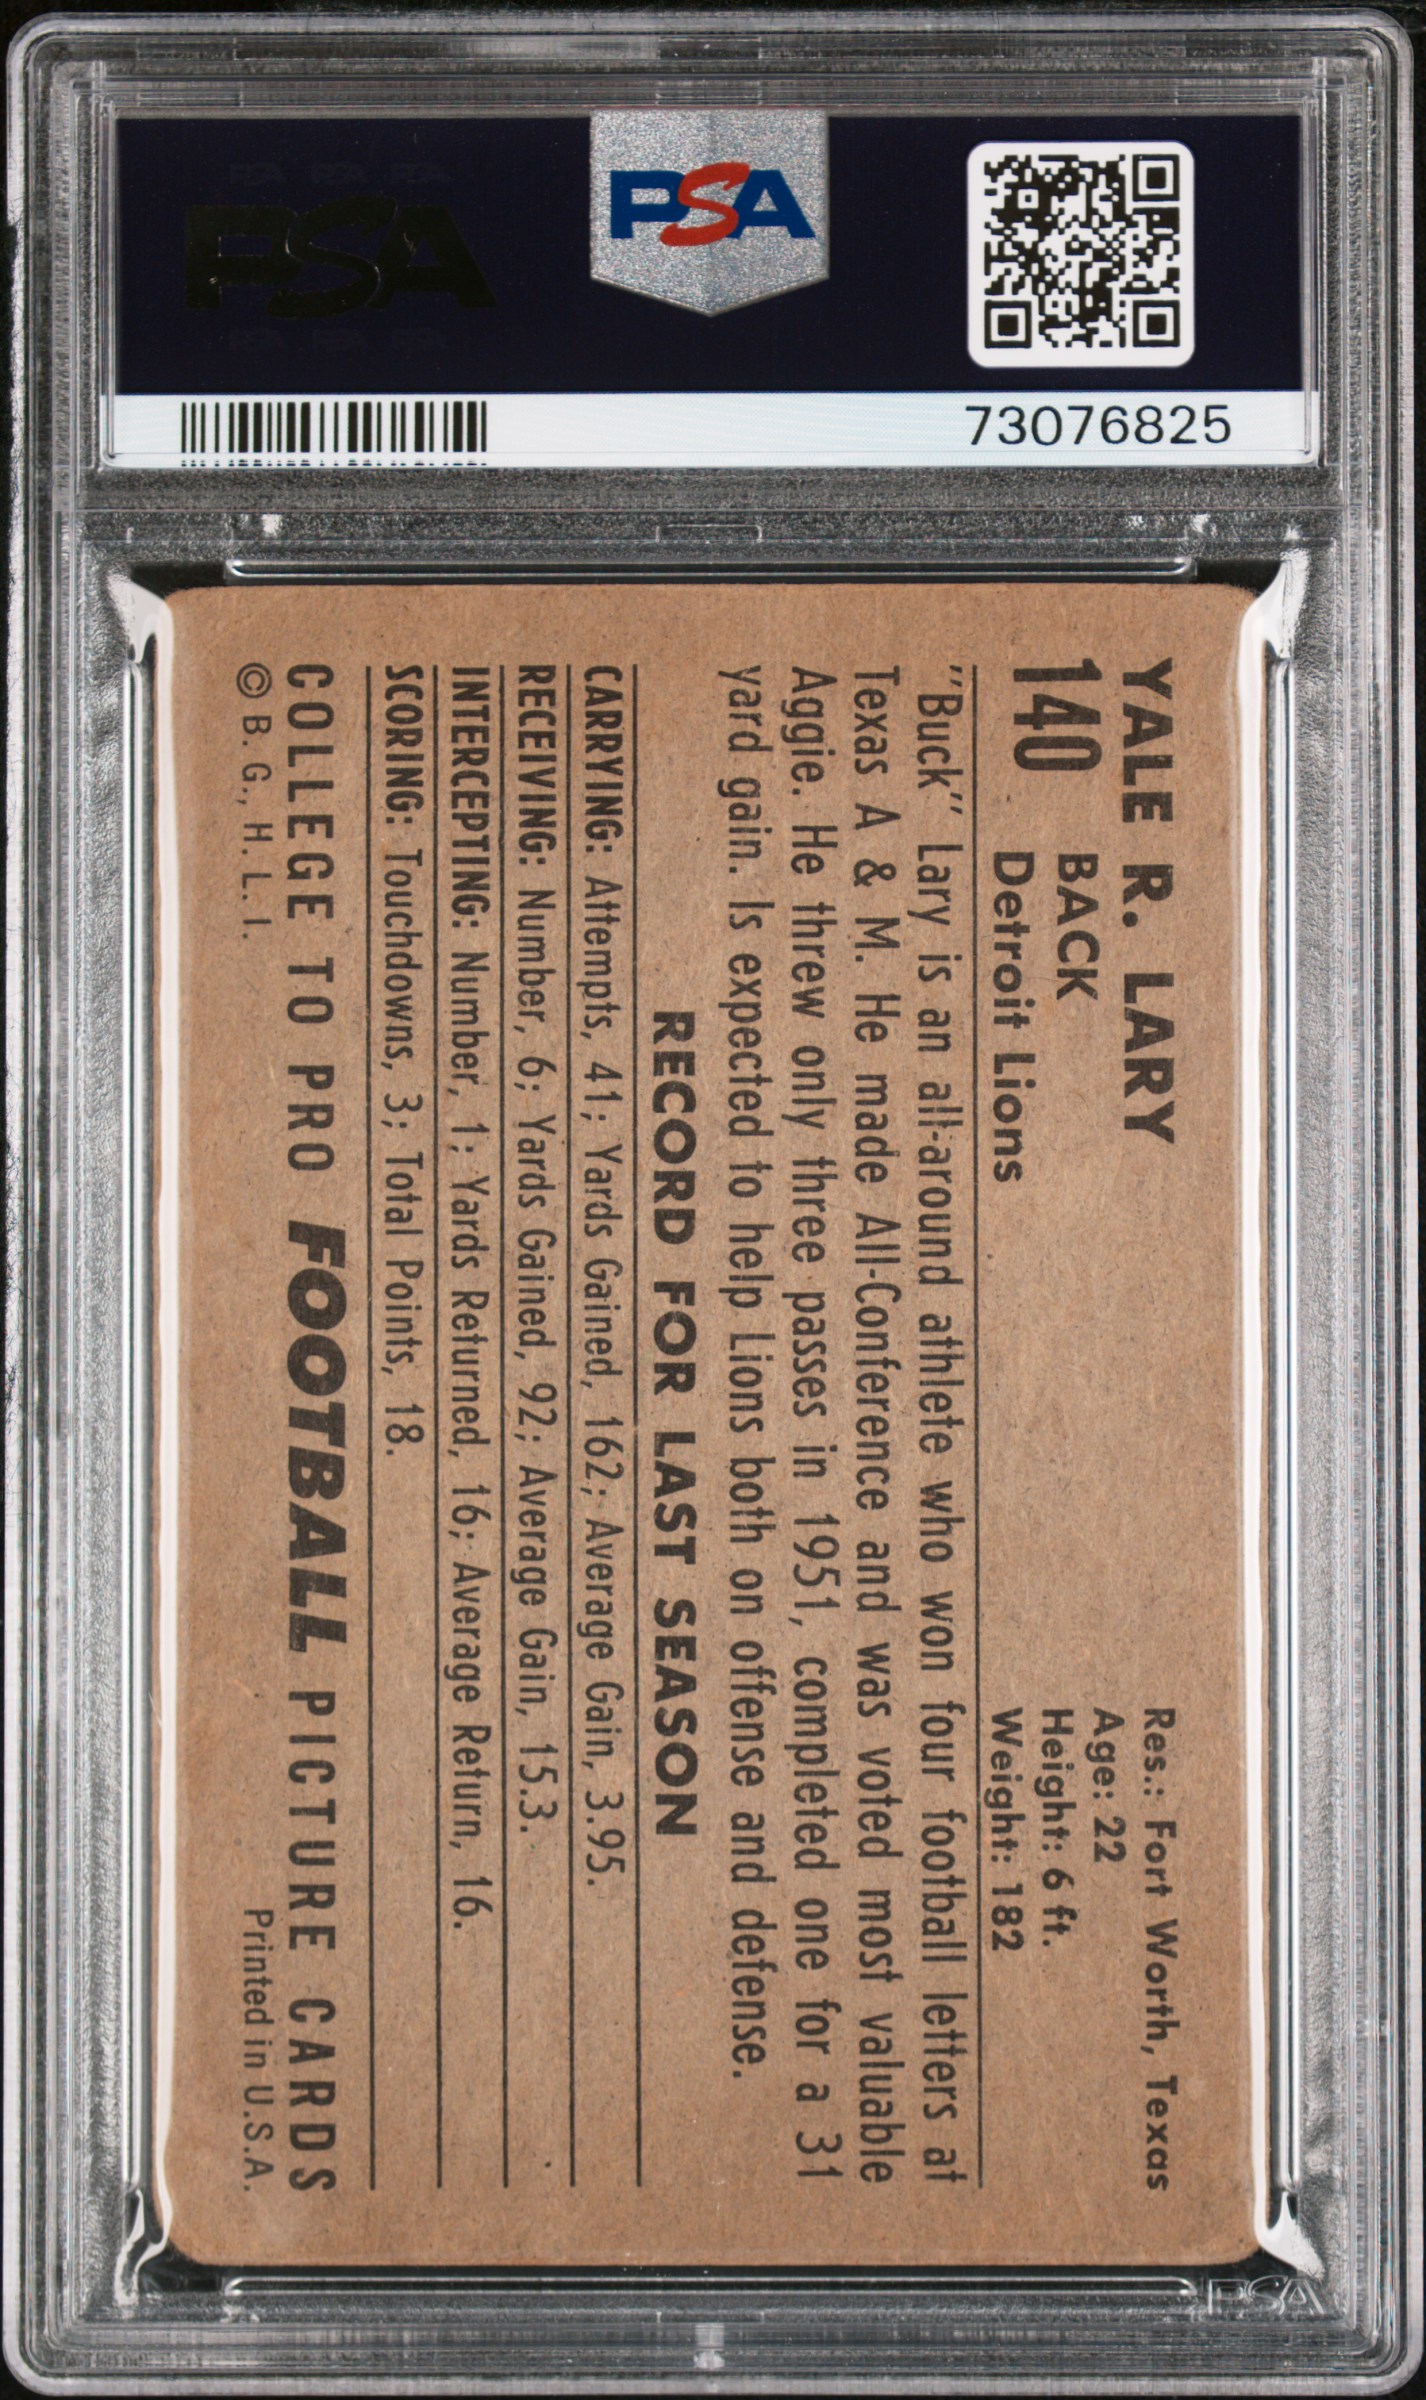 PSA
PSA
73076825
YALE R. LARY
140
BACK
Detroit Lions
Res.: Fort Worth, Texas
Age: 22
Height: 6 ft.
Weight: 182
"Buck" Lary is an all-around athlete who won four football letters at
Texas A & M. He made All-Conference and was voted most valuable
Aggie. He threw only three passes in 1951, completed one for a 31
yard gain. Is expected to help Lions both on offense and defense.
RECORD FOR LAST SEASON
CARRYING: Attempts, 41; Yards Gained, 162; Average Gain, 3.95.
RECEIVING: Number, 6; Yards Gained, 92; Average Gain, 15.3.
INTERCEPTING: Number, 1; Yards Returned, 16; Average Return, 16.
SCORING: Touchdowns, 3; Total Points, 18.
COLLEGE TO PRO FOOTBALL PICTURE CARDS
© B. G., H. L. I.
Printed in U.S.A.
PSA